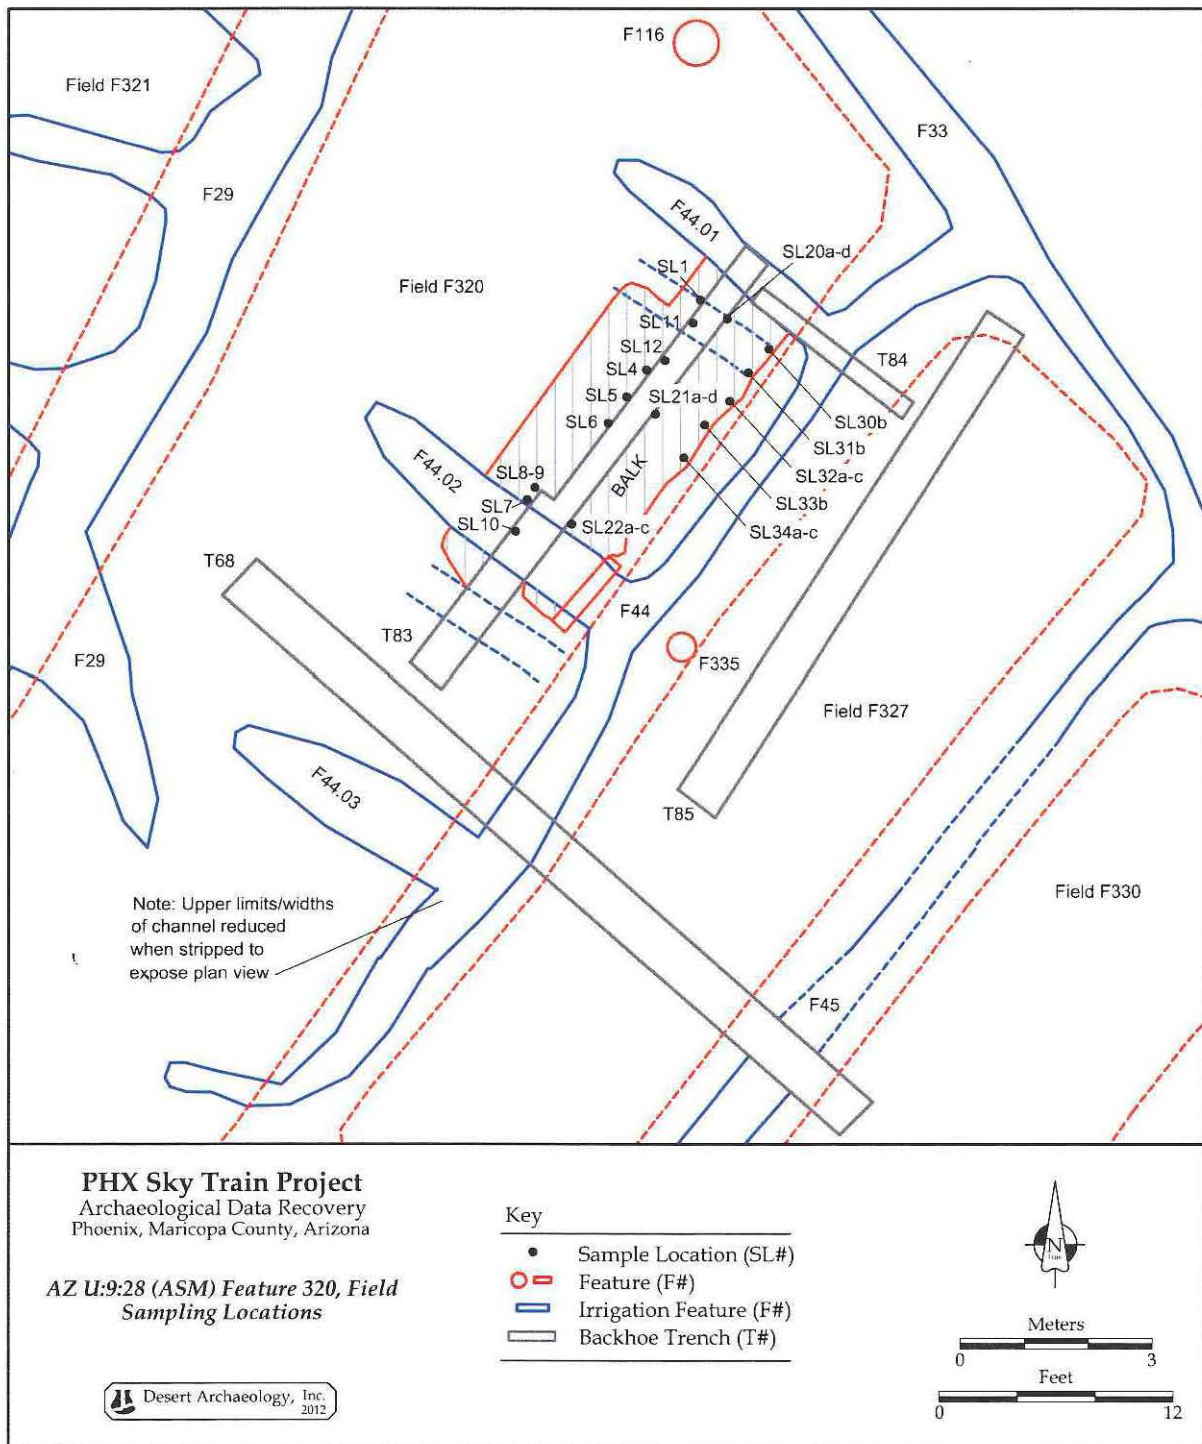 F116
Field F321
F33
F29
F44.01
SL20a-d
SL1
Field F320
SL11
SL12
T84
SL4
SL5
SL21a-d
SL6
SL30b
SL31b
BALK
SL8-9
SL32a-c
F44.02
SL7
SL33b
SL10
SL22a-c
SL34a-c
T68
F44
T83
F335
F29
Field F327
F44.03
T85
Field F330
Note: Upper limits/widths
of channel reduced
when stripped to
expose plan view
F45
PHX Sky Train Project
Archaeological Data Recovery
Phoenix, Maricopa County, Arizona
AZ U:9:28 (ASM) Feature 320, Field
Sampling Locations
Desert Archaeology, Inc.
2012
Key
Sample Location (SL#)
Feature (F#)
Irrigation Feature (F#)
Backhoe Trench (T#)
N
Meters
0 3
Feet
0 12